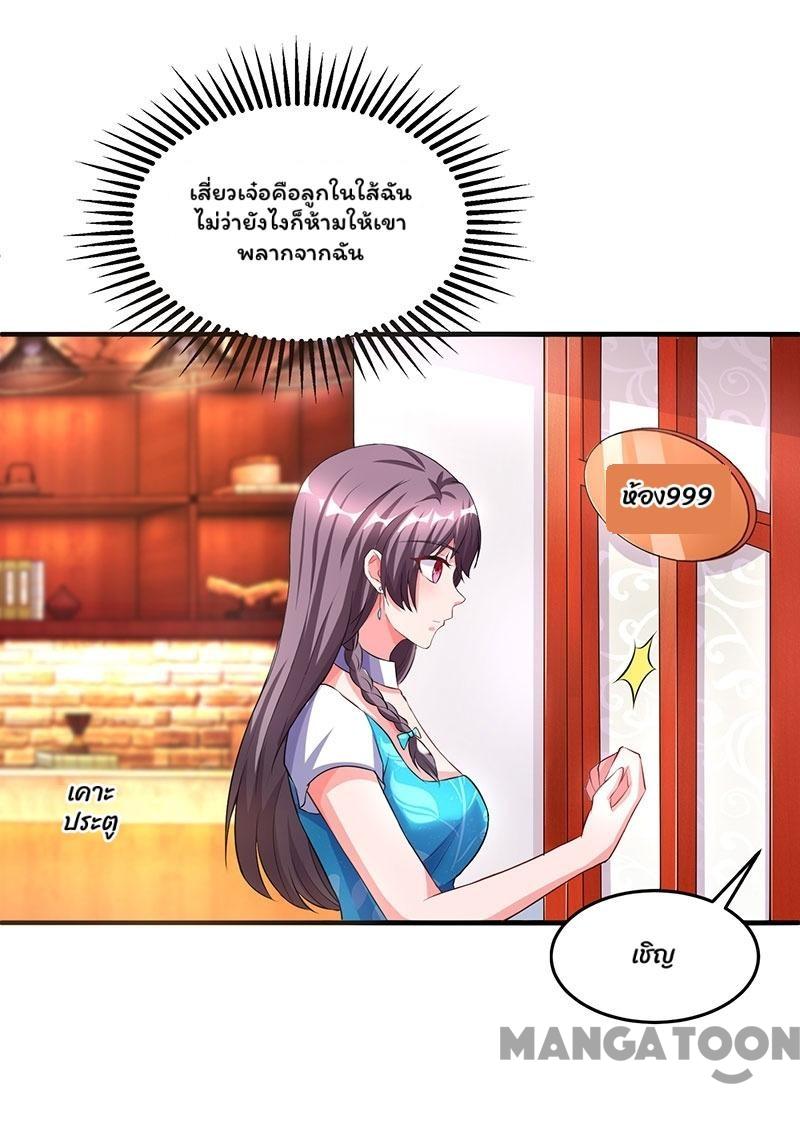 เสี่ยวเจ๋อคือลูกในใส้ฉัน
ไม่ว่ายังไงก็ห้ามให้เขา
พลากจากฉัน
ห้อง999
เคาะ
ประตู
เชิญ
MANGATOON